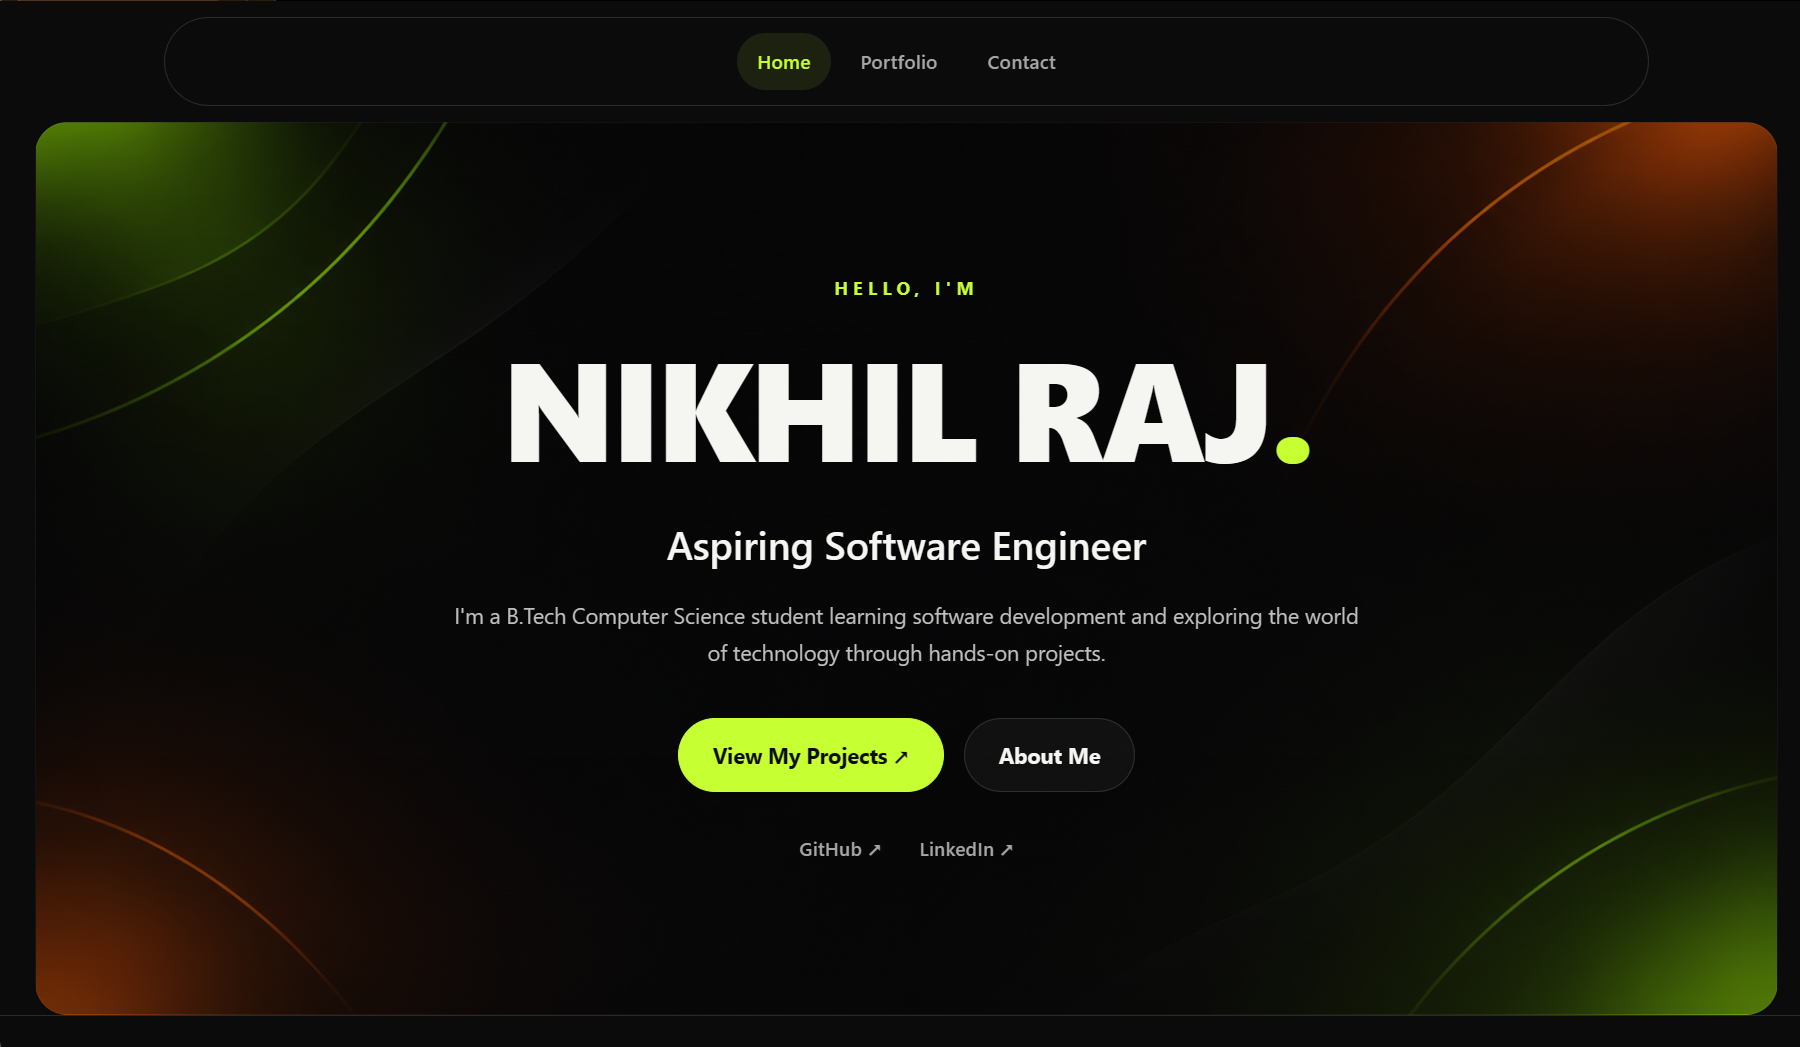 Home Portfolio Contact
HELLO, I'M
NIKHIL RAJ.
Aspiring Software Engineer
I'm a B.Tech Computer Science student learning software development and exploring the world
of technology through hands-on projects.
View My Projects ↗ About Me
GitHub ↗ LinkedIn ↗